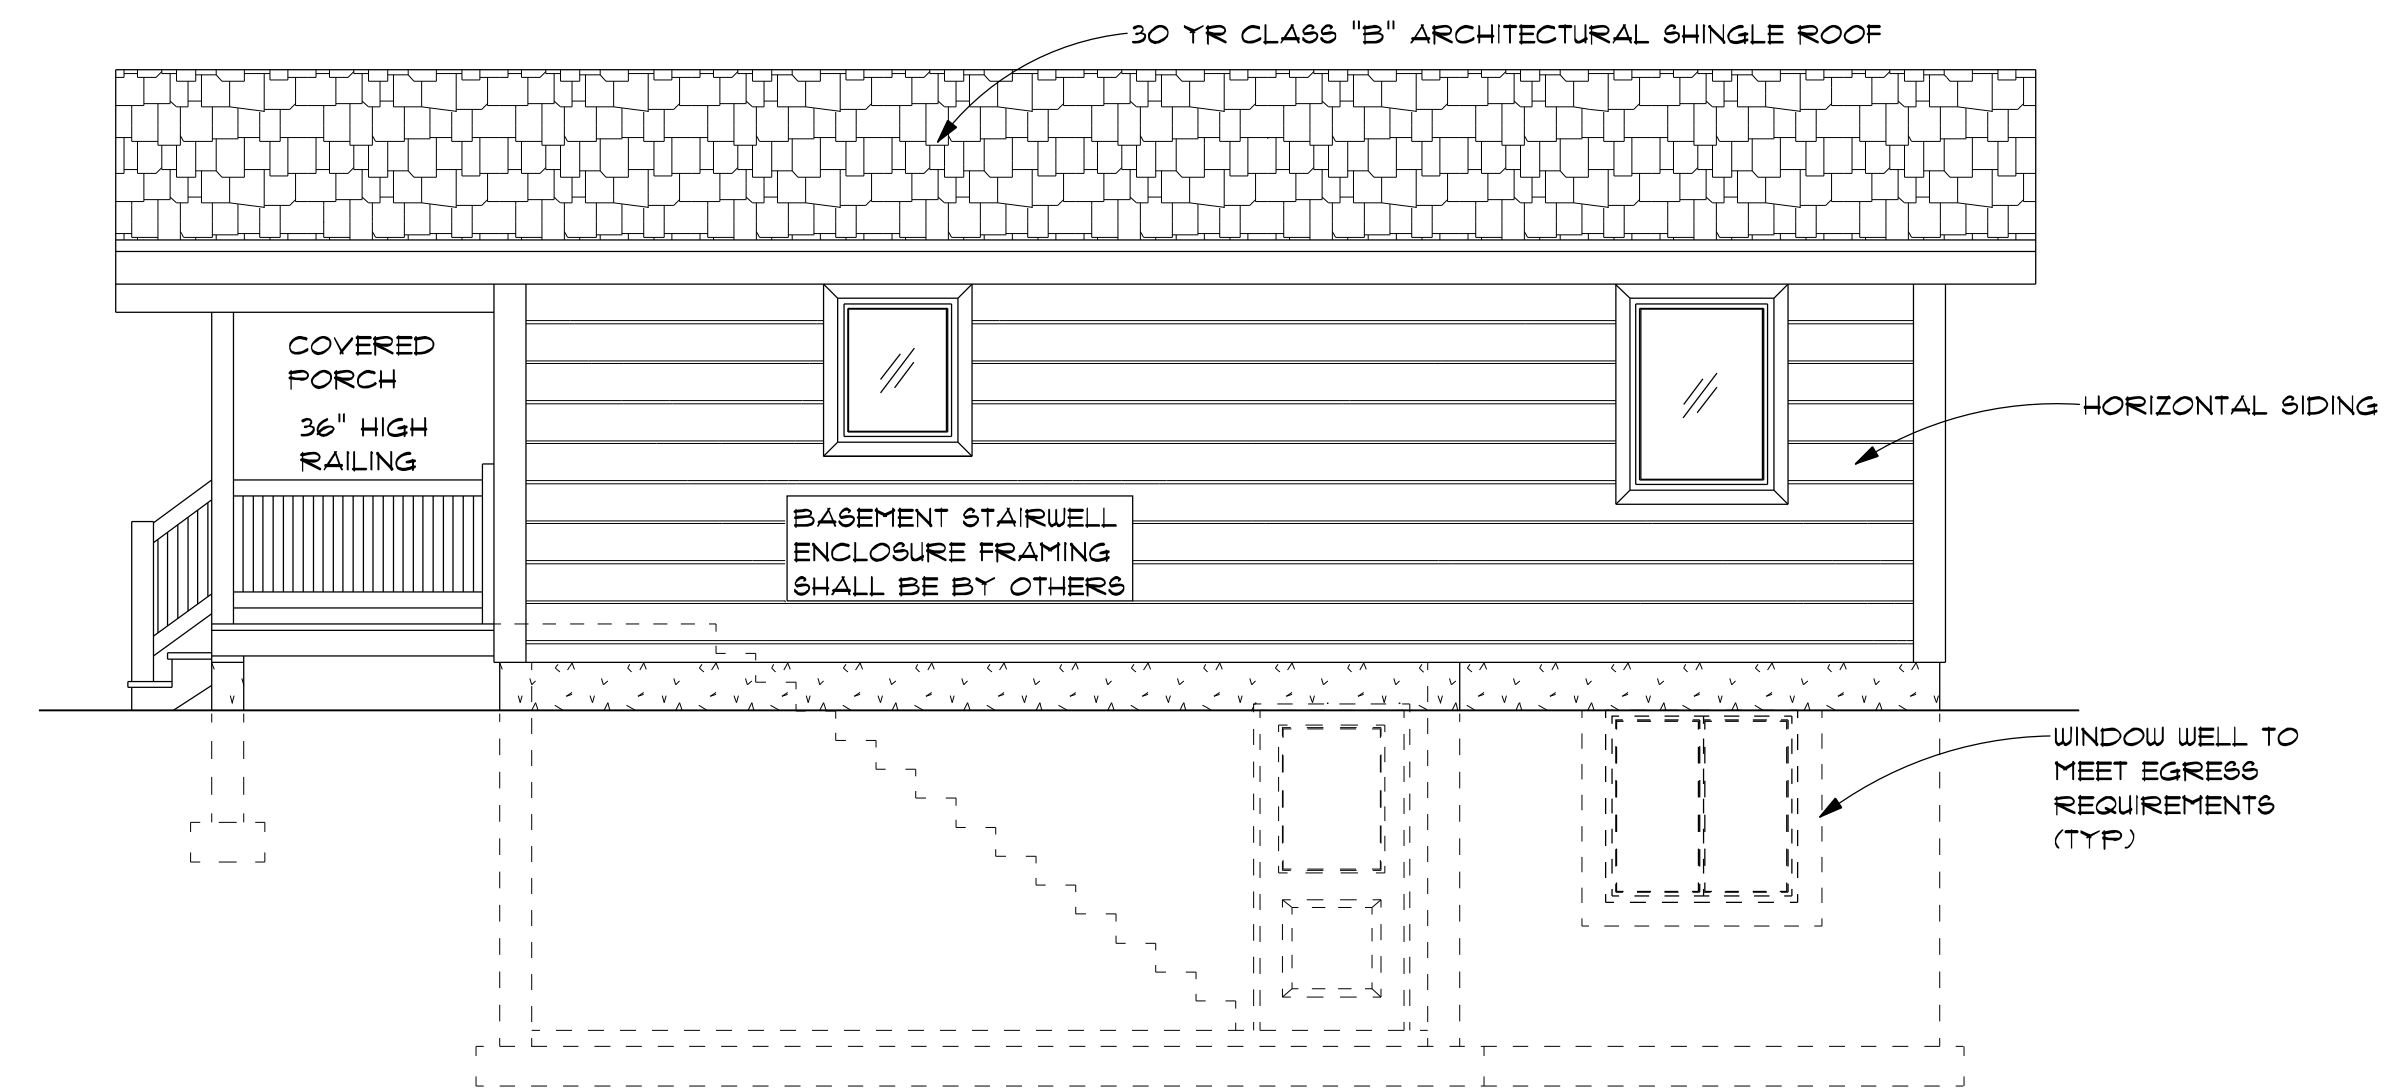 30 YR CLASS "B" ARCHITECTURAL SHINGLE ROOF
COVERED
PORCH
36" HIGH
RAILING
HORIZONTAL SIDING
BASEMENT STAIRWELL
ENCLOSURE FRAMING
SHALL BE BY OTHERS
WINDOW WELL TO
MEET EGRESS
REQUIREMENTS
(TYP)